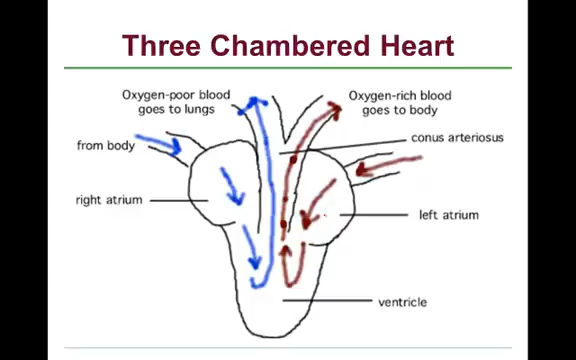 Three Chambered Heart
Oxygen-poor blood
goes to lungs
Oxygen-rich blood
goes to body
conus arteriosus
from body
right atrium
left atrium
ventricle